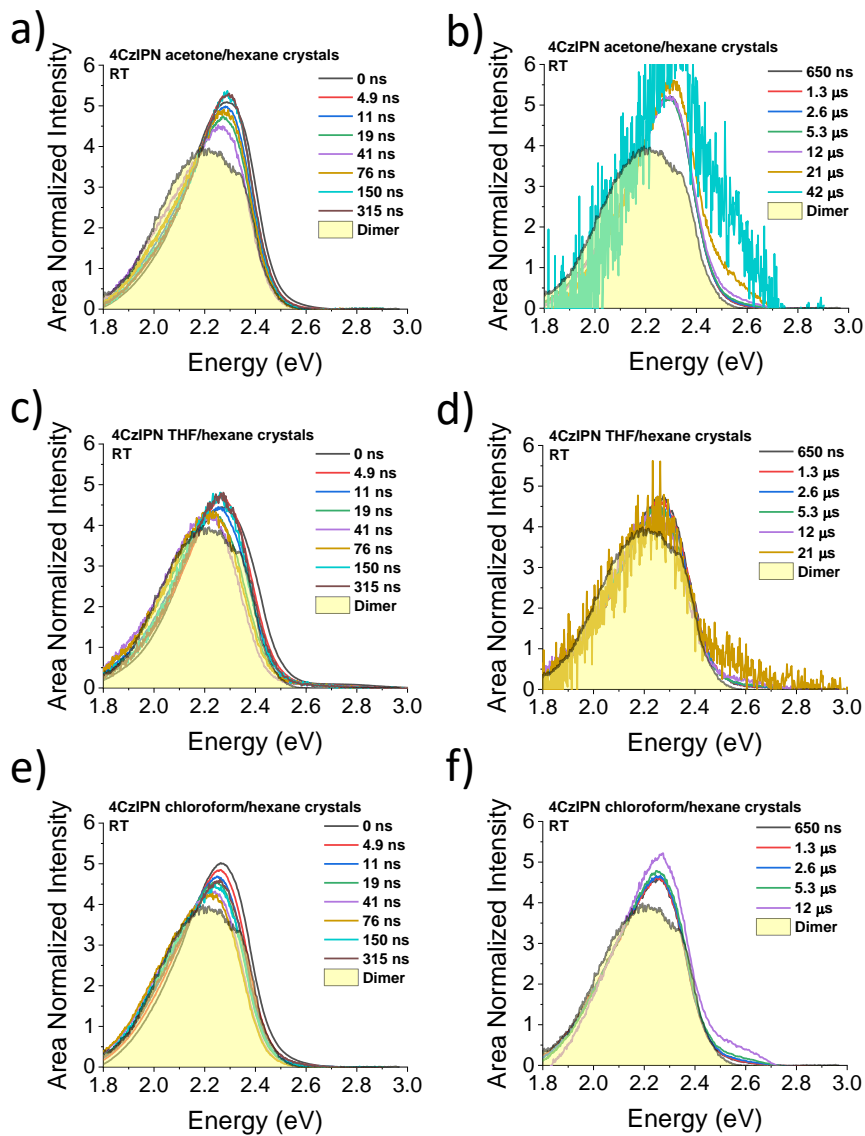 a)
4CzIPN acetone/hexane crystals
RT
0 ns
4.9 ns
11 ns
19 ns
41 ns
76 ns
150 ns
315 ns
Dimer
Area Normalized Intensity
6
5
4
3
2
1
0
1.8 2.0 2.2 2.4 2.6 2.8 3.0
Energy (eV)
b)
4CzIPN acetone/hexane crystals
RT
650 ns
1.3 μs
2.6 μs
5.3 μs
12 μs
21 μs
42 μs
Dimer
Area Normalized Intensity
6
5
4
3
2
1
0
1.8 2.0 2.2 2.4 2.6 2.8 3.0
Energy (eV)
c)
4CzIPN THF/hexane crystals
RT
0 ns
4.9 ns
11 ns
19 ns
41 ns
76 ns
150 ns
315 ns
Dimer
Area Normalized Intensity
6
5
4
3
2
1
0
1.8 2.0 2.2 2.4 2.6 2.8 3.0
Energy (eV)
d)
4CzIPN THF/hexane crystals
RT
650 ns
1.3 μs
2.6 μs
5.3 μs
12 μs
21 μs
Dimer
Area Normalized Intensity
6
5
4
3
2
1
0
1.8 2.0 2.2 2.4 2.6 2.8 3.0
Energy (eV)
e)
4CzIPN chloroform/hexane crystals
RT
0 ns
4.9 ns
11 ns
19 ns
41 ns
76 ns
150 ns
315 ns
Dimer
Area Normalized Intensity
6
5
4
3
2
1
0
1.8 2.0 2.2 2.4 2.6 2.8 3.0
Energy (eV)
f)
4CzIPN chloroform/hexane crystals
RT
650 ns
1.3 μs
2.6 μs
5.3 μs
12 μs
Dimer
Area Normalized Intensity
6
5
4
3
2
1
0
1.8 2.0 2.2 2.4 2.6 2.8 3.0
Energy (eV)